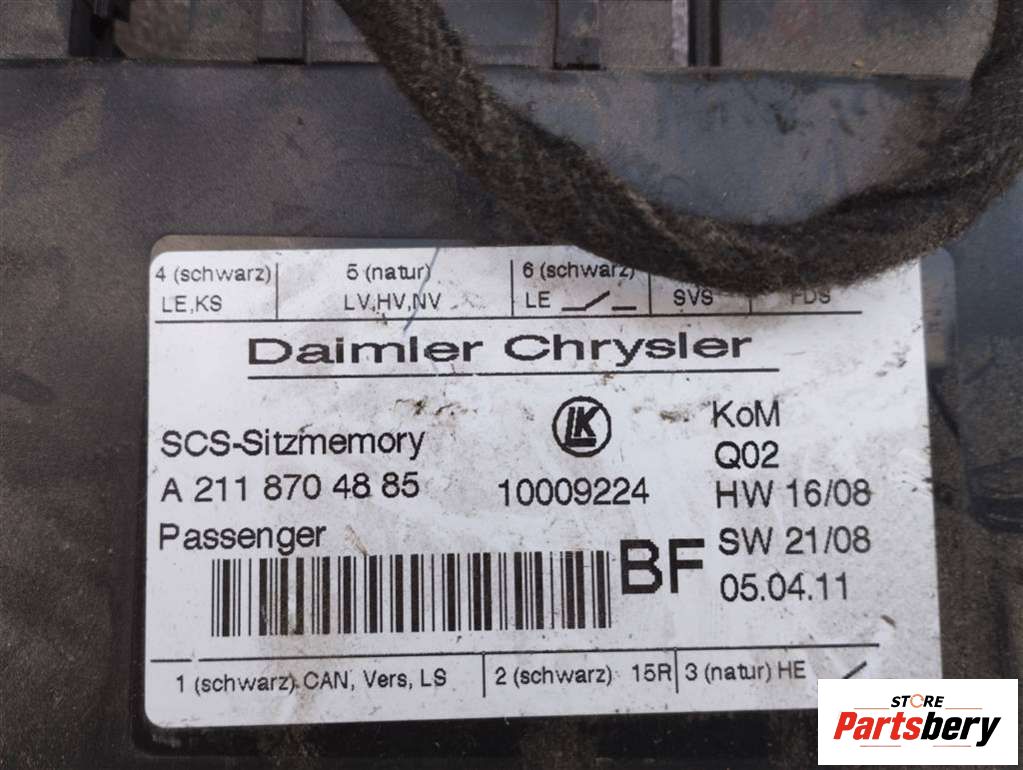 4 (schwarz) 5 (natur) 6 (schwarz)
LE,KS LV,HV,NV LE SVS FDS
Daimler Chrysler
SCS-Sitzmemory LK KoM
Q02
A 211 870 48 85 10009224 HW 16/08
Passenger BF SW 21/08
05.04.11
1 (schwarz) CAN, Vers, LS 2 (schwarz) 15R 3 (natur) HE
STORE
Partsbery